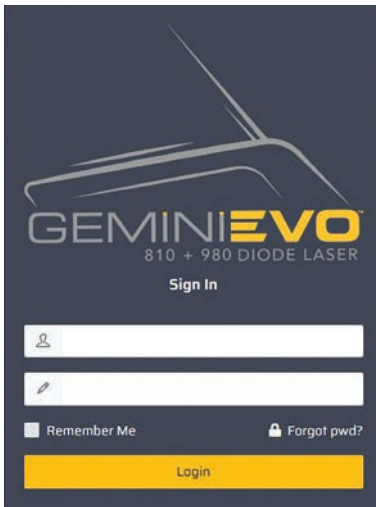 GEMINIEVO™
810 + 980 DIODE LASER
Sign In
Remember Me
Forgot pwd?
Login